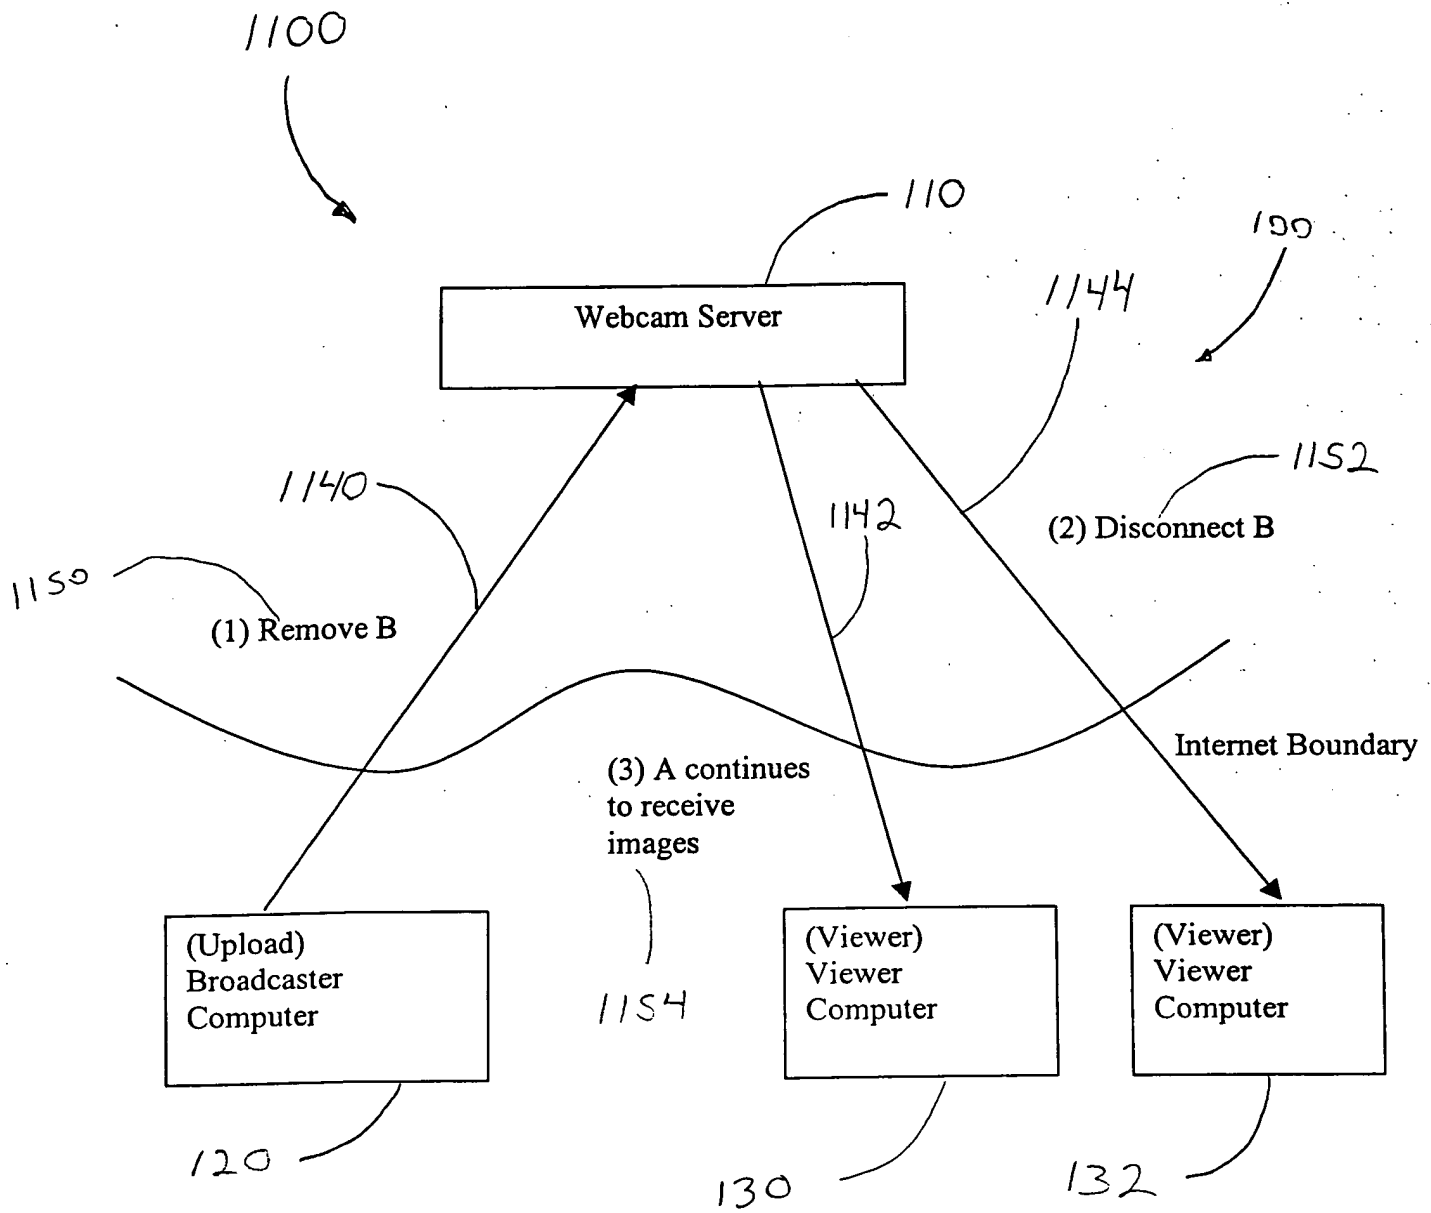 1100
110
100
Webcam Server
1144
1152
1140
1142
(2) Disconnect B
1150
(1) Remove B
Internet Boundary
(3) A continues
to receive
images
(Upload)
Broadcaster
Computer
(Viewer)
Viewer
Computer
(Viewer)
Viewer
Computer
1154
120
130
132